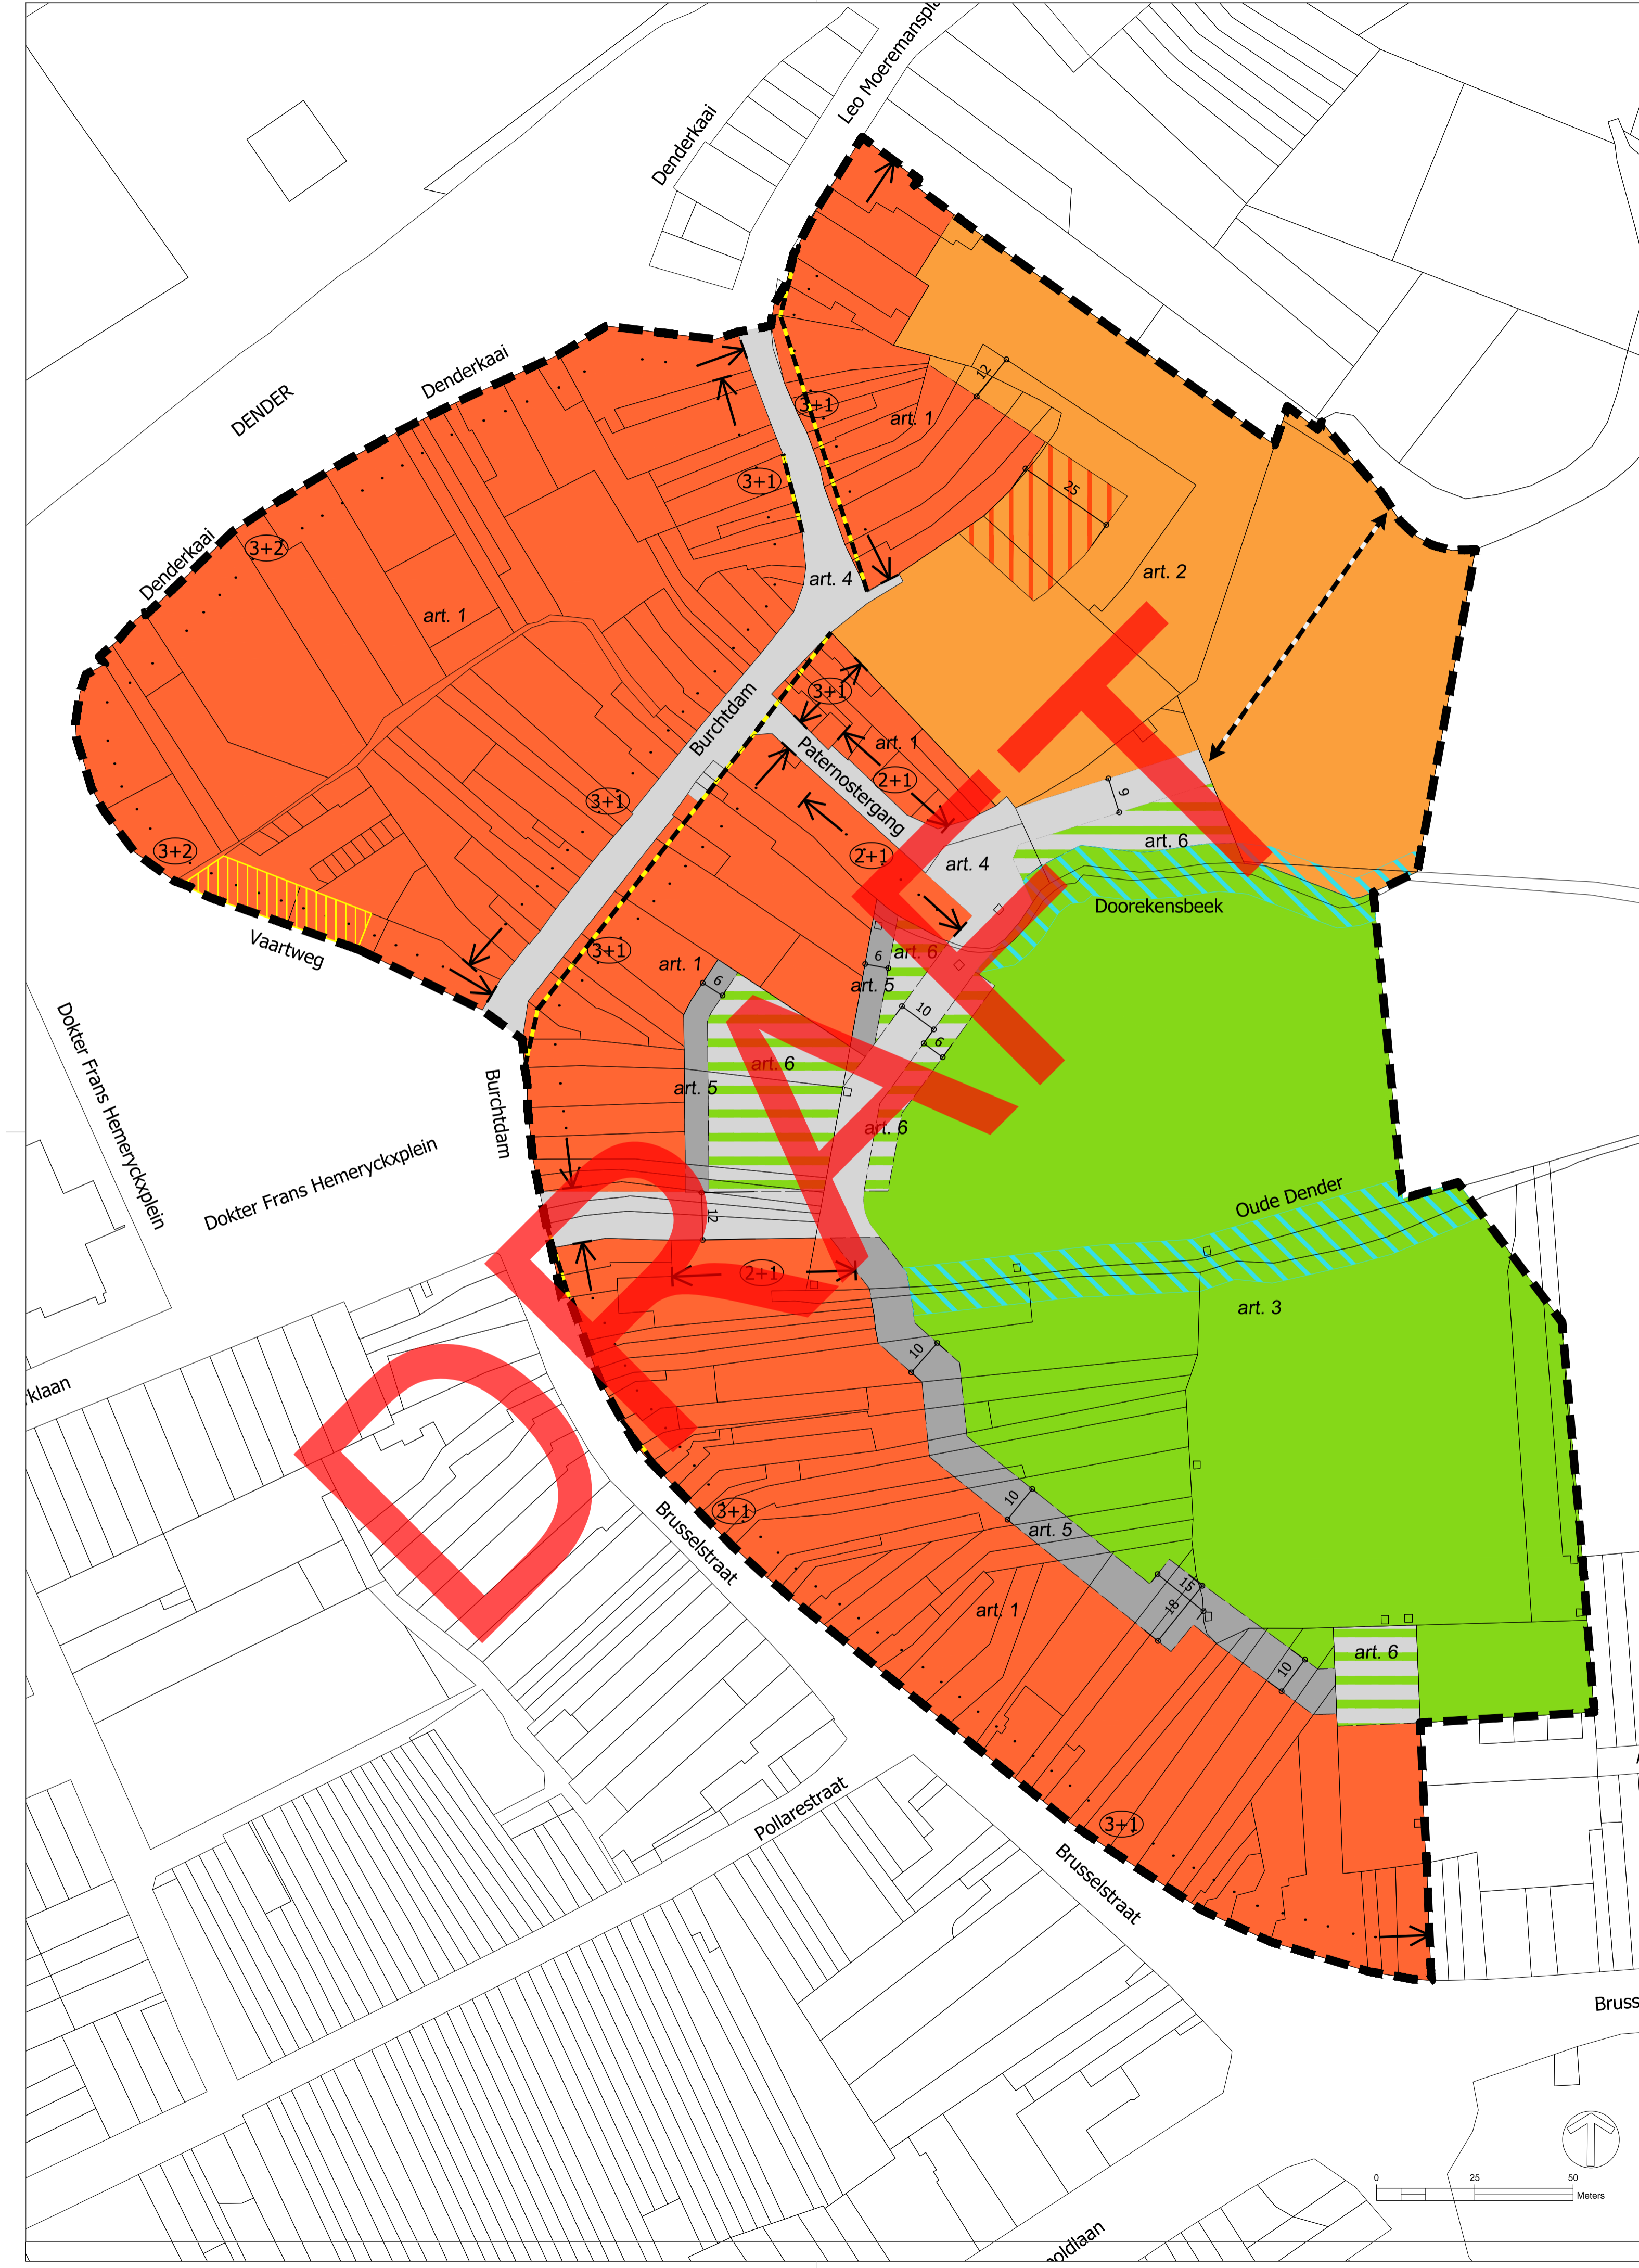 Leo Moeremanspl
Denderkaai
Denderkaai
DENDER
3+1
12
art. 1
3+1
25
Denderkaai
3+2
art. 2
art. 4
art. 1
3+1
Burchtdam
art. 1
Paternostergang
2+1
9
3+1
art. 6
3+2
2+1
art. 4
Doorekensbeek
Vaartweg
3+1
art. 1
6
art. 6
6
art. 5
10
6
Dokter Frans Hemeryckxplein
art. 6
art. 5
Burchtdam
art. 6
Dokter Frans Hemeryckxplein
Oude Dender
12
2+1
art. 3
10
rklaan
10
3+1
art. 5
Brusselstraat
15
18
art. 1
art. 6
10
Pollarestraat
3+1
Brusselstraat
Bruss
oldlaan
0 25 50
Meters
DRAFT